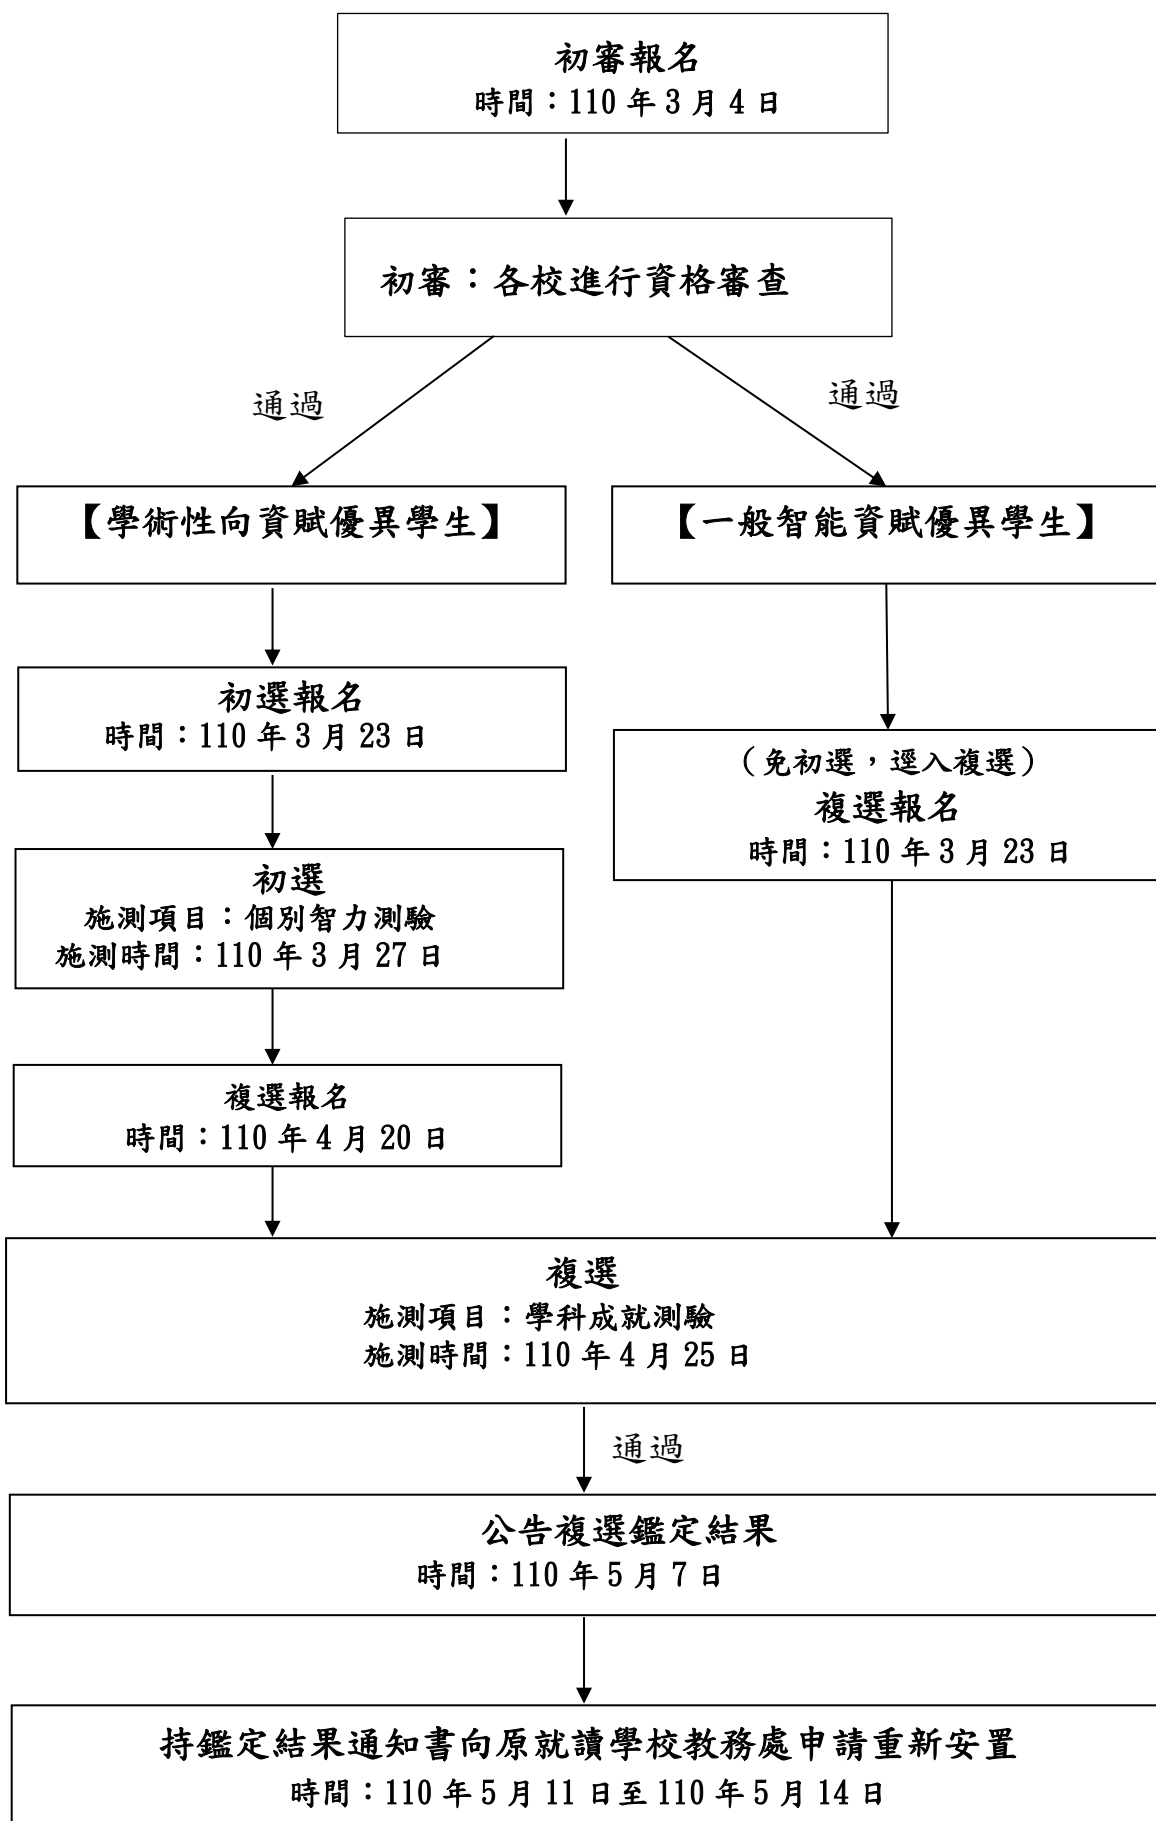 初審報名
時間：110 年 3 月 4 日
初審：各校進行資格審查
通過
通過
【學術性向資賦優異學生】
【一般智能資賦優異學生】
初選報名
時間：110 年 3 月 23 日
（免初選，逕入複選）
複選報名
時間：110 年 3 月 23 日
初選
施測項目：個別智力測驗
施測時間：110 年 3 月 27 日
複選報名
時間：110 年 4 月 20 日
複選
施測項目：學科成就測驗
施測時間：110 年 4 月 25 日
通過
公告複選鑑定結果
時間：110 年 5 月 7 日
持鑑定結果通知書向原就讀學校教務處申請重新安置
時間：110 年 5 月 11 日至 110 年 5 月 14 日